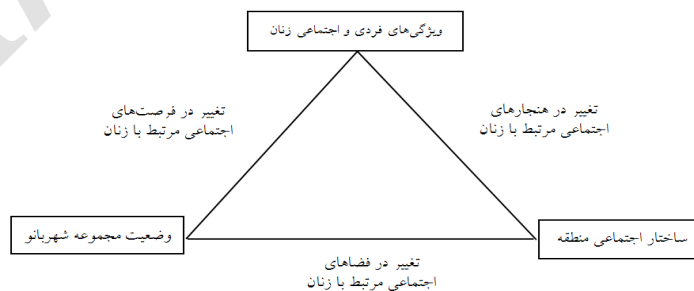 ویژگی‌های فردی و اجتماعی زنان
تغییر در هنجارهای
اجتماعی مرتبط با زنان
تغییر در فرصت‌های
اجتماعی مرتبط با زنان
ساختار اجتماعی منطقه
وضعیت مجموعه شهربانو
تغییر در فضاهای
اجتماعی مرتبط با زنان